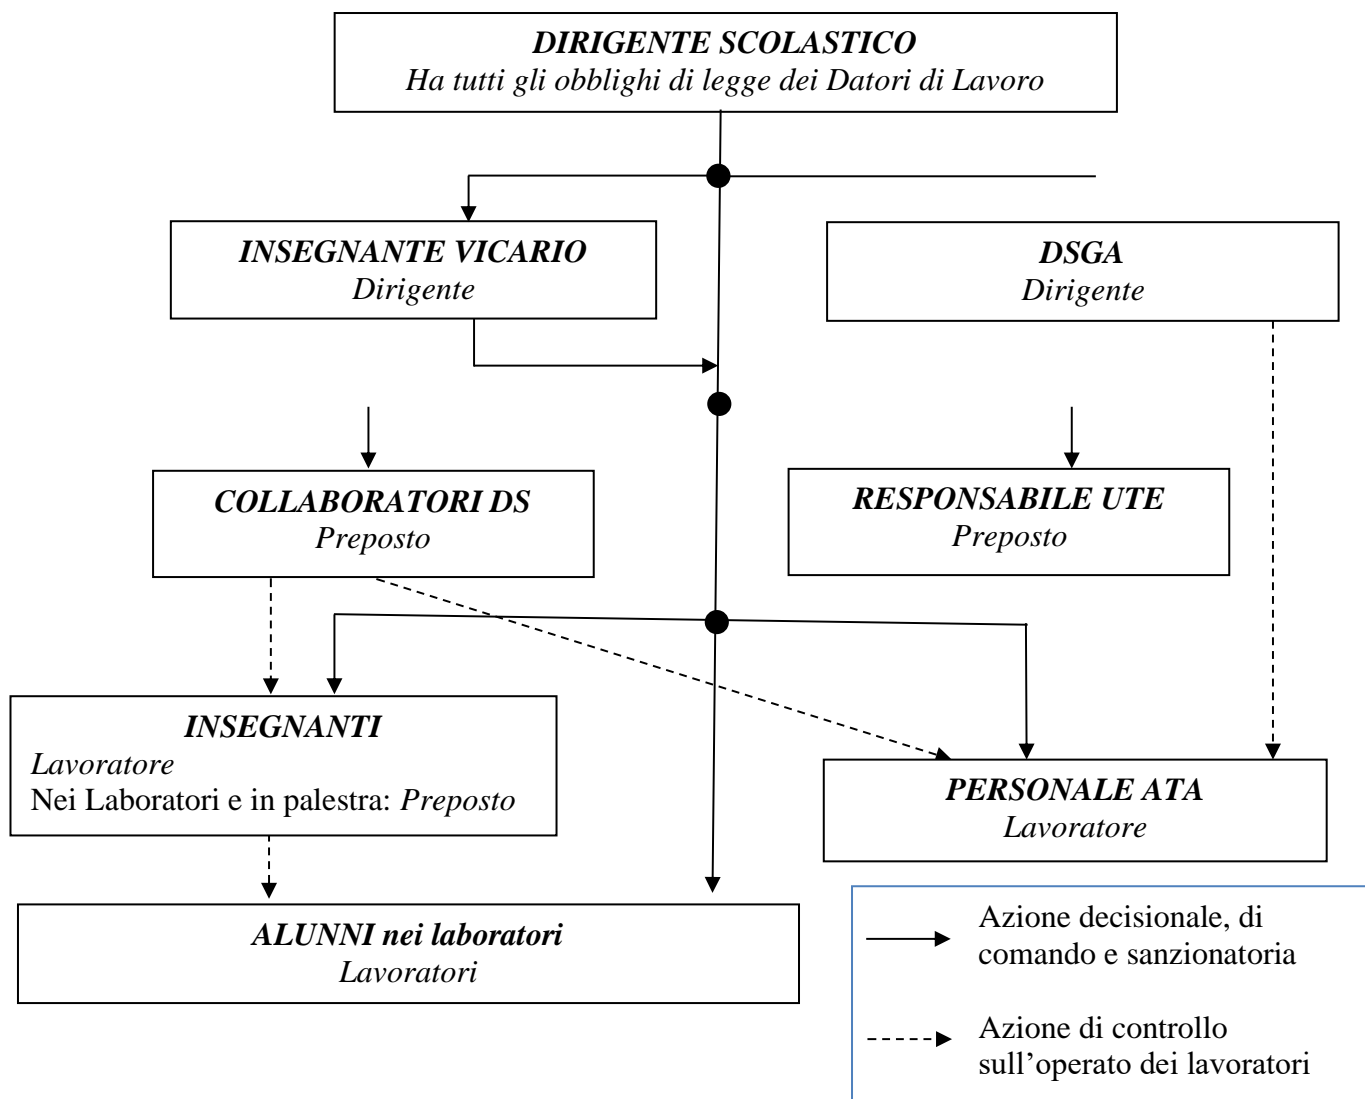 DIRIGENTE SCOLASTICO
Ha tutti gli obblighi di legge dei Datori di Lavoro
INSEGNANTE VICARIO
Dirigente
DSGA
Dirigente
COLLABORATORI DS
Preposto
RESPONSABILE UTE
Preposto
INSEGNANTI
Lavoratore
Nei Laboratori e in palestra: Preposto
PERSONALE ATA
Lavoratore
ALUNNI nei laboratori
Lavoratori
Azione decisionale, di
comando e sanzionatoria
Azione di controllo
sull’operato dei lavoratori